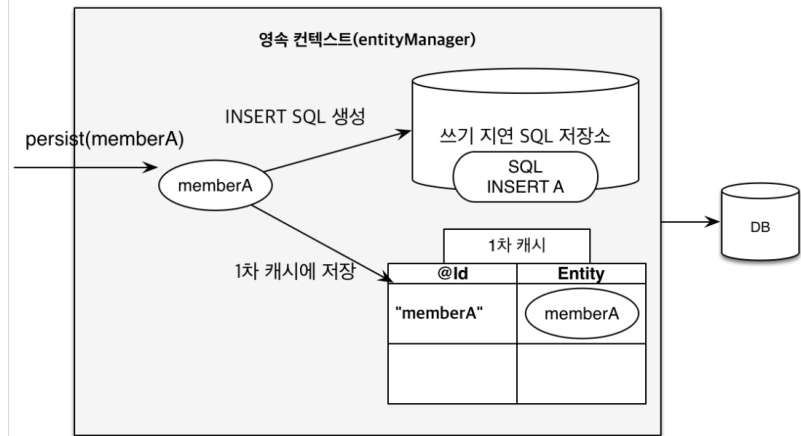 영속 컨텍스트(entityManager)
INSERT SQL 생성
persist(memberA)
쓰기 지연 SQL 저장소
SQL
INSERT A
memberA
DB
1차 캐시
1차 캐시에 저장
@Id
Entity
"memberA"
memberA